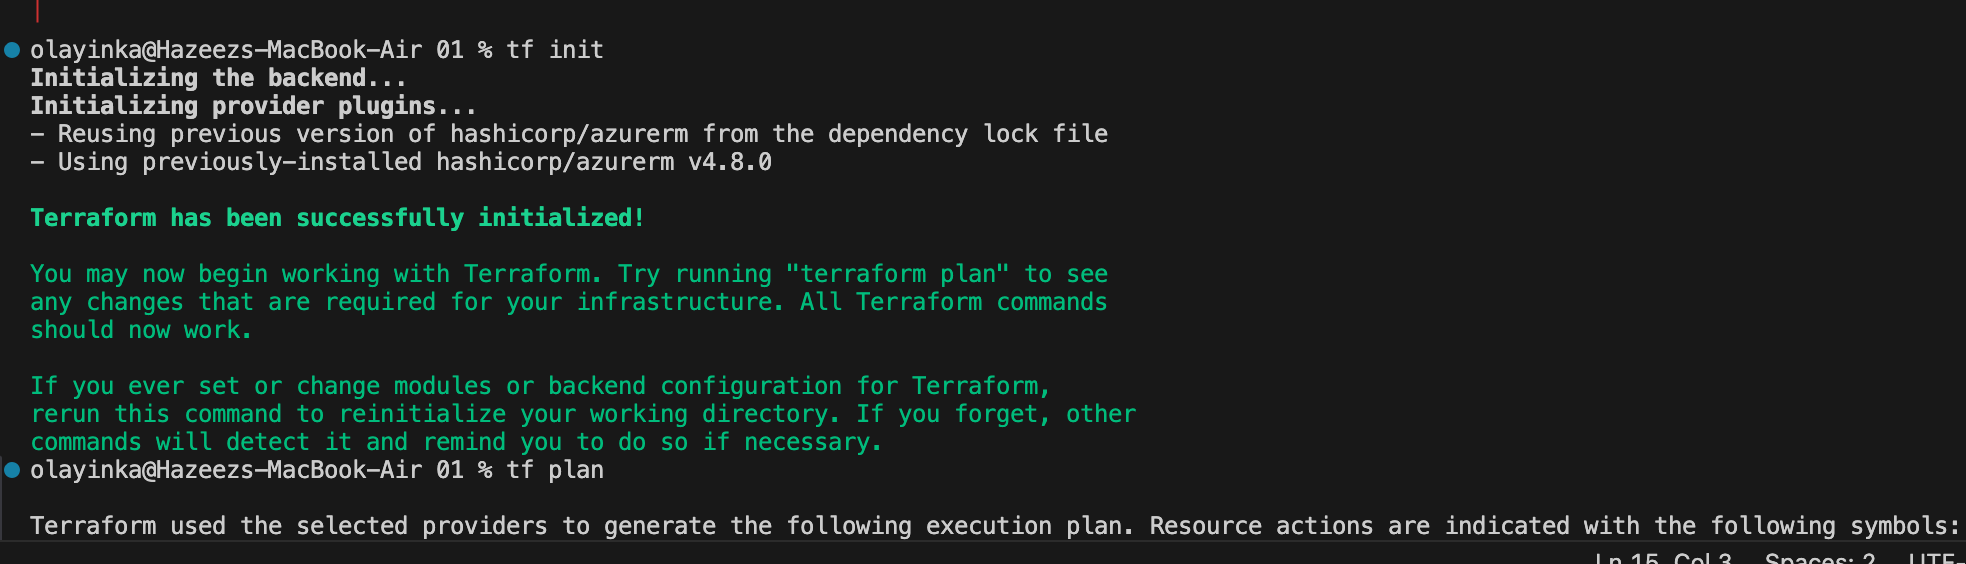 olayinka@Hazeezs-MacBook-Air 01 % tf init
Initializing the backend...
Initializing provider plugins...
- Reusing previous version of hashicorp/azurerm from the dependency lock file
- Using previously-installed hashicorp/azurerm v4.8.0
Terraform has been successfully initialized!
You may now begin working with Terraform. Try running "terraform plan" to see
any changes that are required for your infrastructure. All Terraform commands
should now work.
If you ever set or change modules or backend configuration for Terraform,
rerun this command to reinitialize your working directory. If you forget, other
commands will detect it and remind you to do so if necessary.
olayinka@Hazeezs-MacBook-Air 01 % tf plan
Terraform used the selected providers to generate the following execution plan. Resource actions are indicated with the following symbols:
Ln 15, Col 3 Spaces: 2 UTF-